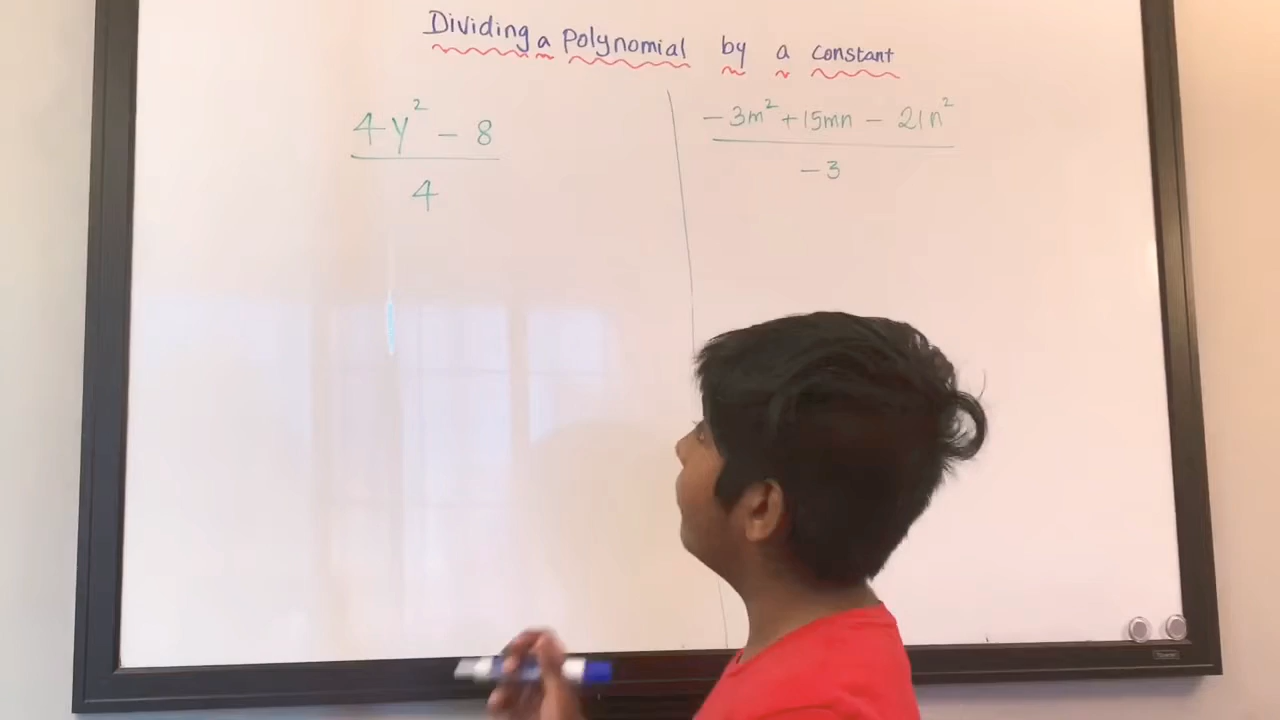 Dividing a Polynomial by a constant
4y² - 8
4
-3m² + 15mn - 21n²
-3